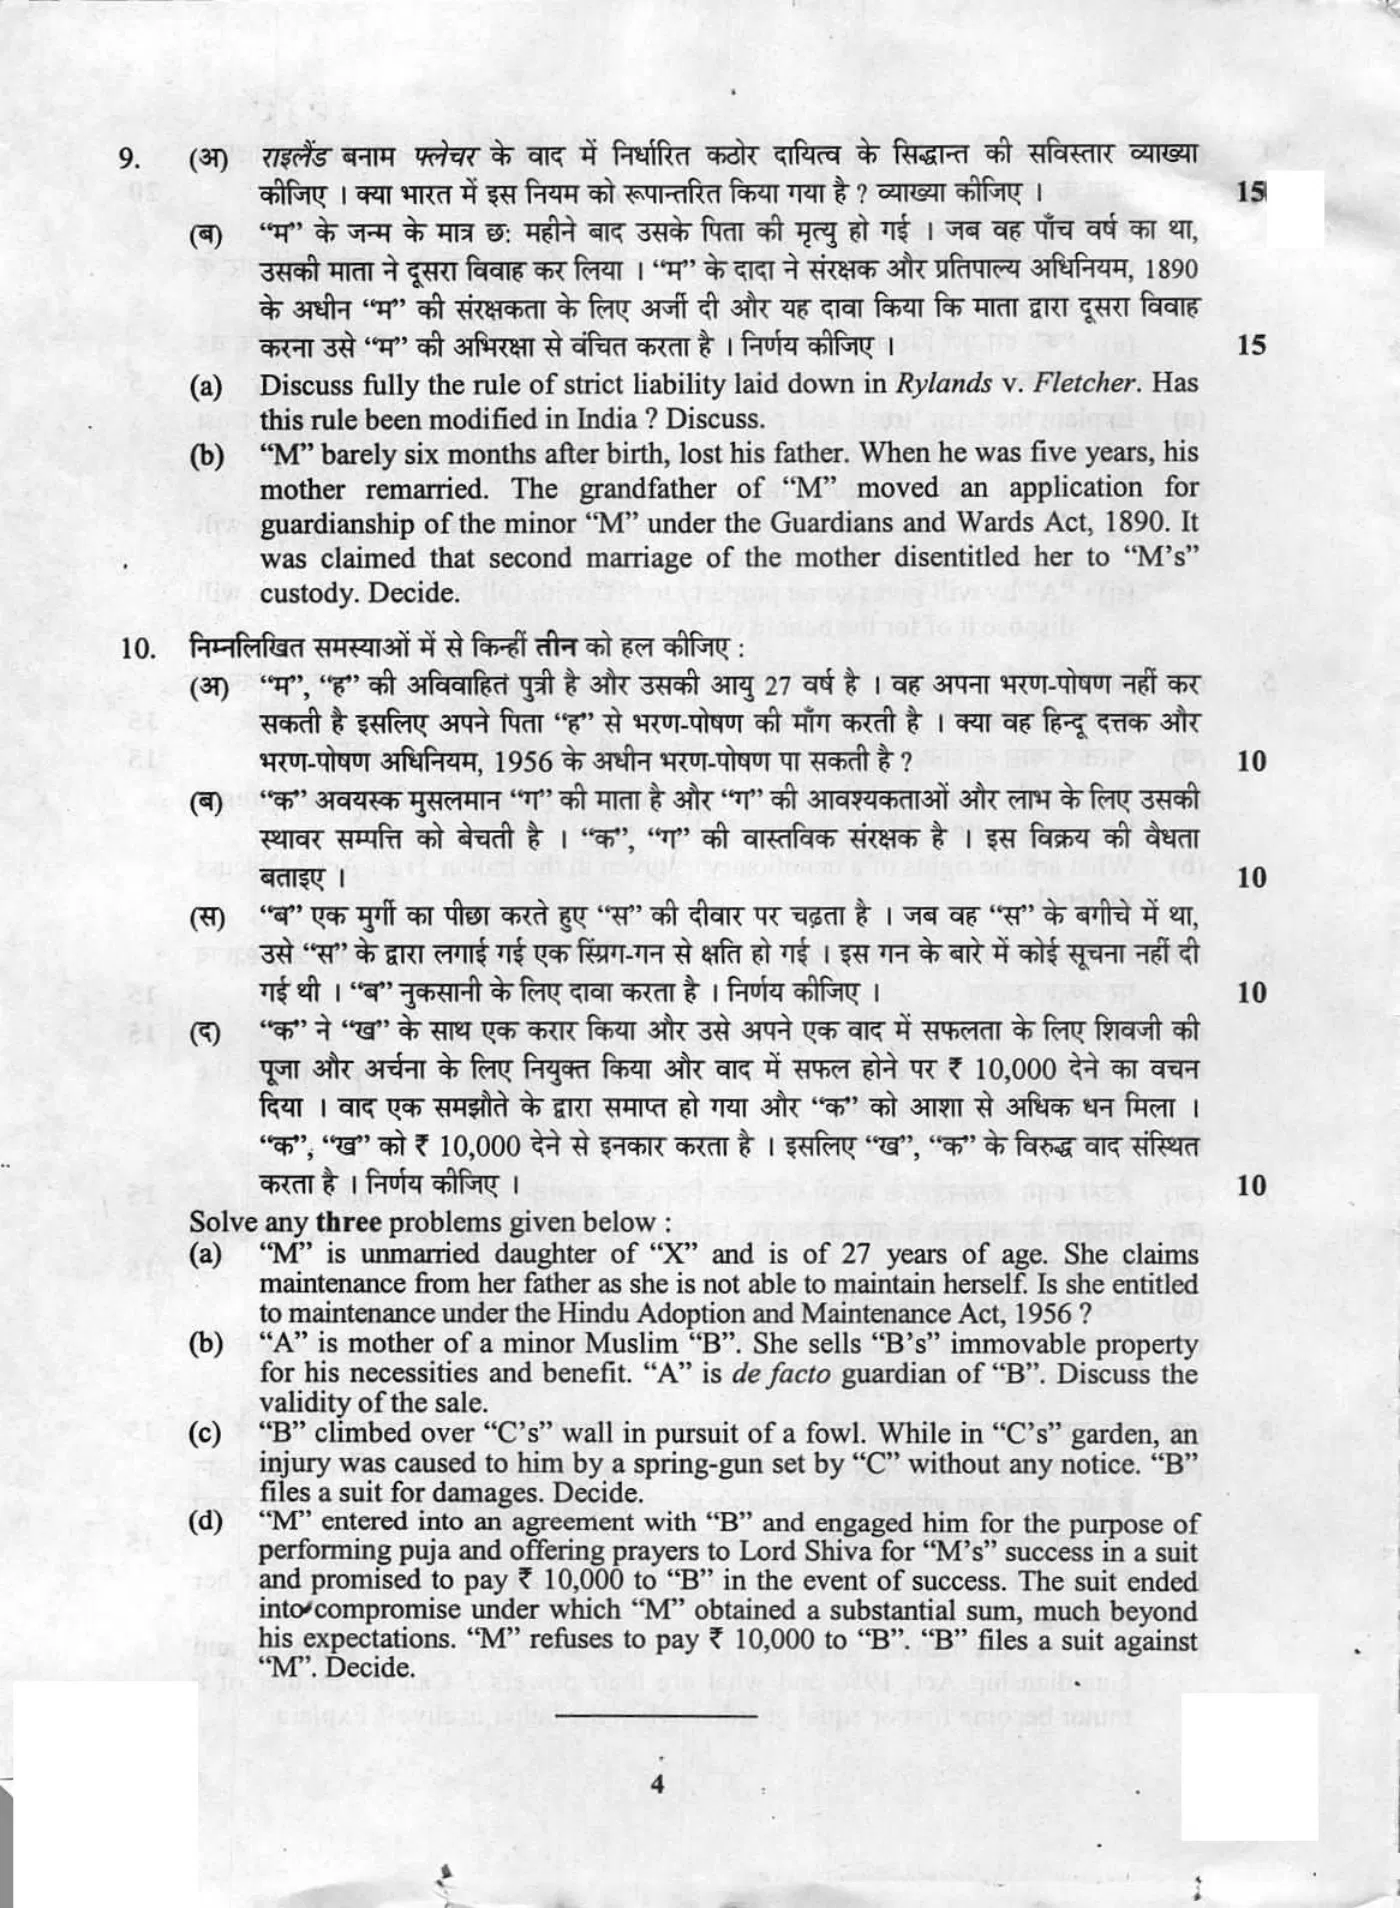 9. (अ) राइलैंड बनाम फ्लेचर के वाद में निर्धारित कठोर दायित्व के सिद्धान्त की सविस्तार व्याख्या
कीजिए । क्या भारत में इस नियम को रूपान्तरित किया गया है ? व्याख्या कीजिए । 15
(ब) “म” के जन्म के मात्र छः महीने बाद उसके पिता की मृत्यु हो गई । जब वह पाँच वर्ष का था,
उसकी माता ने दूसरा विवाह कर लिया । “म” के दादा ने संरक्षक और प्रतिपाल्य अधिनियम, 1890
के अधीन “म” की संरक्षकता के लिए अर्जी दी और यह दावा किया कि माता द्वारा दूसरा विवाह
करना उसे “म” की अभिरक्षा से वंचित करता है । निर्णय कीजिए । 15
(a) Discuss fully the rule of strict liability laid down in Rylands v. Fletcher. Has
this rule been modified in India ? Discuss.
(b) “M” barely six months after birth, lost his father. When he was five years, his
mother remarried. The grandfather of “M” moved an application for
guardianship of the minor “M” under the Guardians and Wards Act, 1890. It
was claimed that second marriage of the mother disentitled her to “M’s”
custody. Decide.
10. निम्नलिखित समस्याओं में से किन्हीं तीन को हल कीजिए :
(अ) “म”, “ह” की अविवाहित पुत्री है और उसकी आयु 27 वर्ष है । वह अपना भरण-पोषण नहीं कर
सकती है इसलिए अपने पिता “ह” से भरण-पोषण की माँग करती है । क्या वह हिन्दू दत्तक और
भरण-पोषण अधिनियम, 1956 के अधीन भरण-पोषण पा सकती है ? 10
(ब) “क” अवयस्क मुसलमान “ग” की माता है और “ग” की आवश्यकताओं और लाभ के लिए उसकी
स्थावर सम्पत्ति को बेचती है । “क”, “ग” की वास्तविक संरक्षक है । इस विक्रय की वैधता
बताइए । 10
(स) “ब” एक मुर्गी का पीछा करते हुए “स” की दीवार पर चढ़ता है । जब वह “स” के बगीचे में था,
उसे “स” के द्वारा लगाई गई एक स्प्रिंग-गन से क्षति हो गई । इस गन के बारे में कोई सूचना नहीं दी
गई थी । “ब” नुकसानी के लिए दावा करता है । निर्णय कीजिए । 10
(द) “क” ने “ख” के साथ एक करार किया और उसे अपने एक वाद में सफलता के लिए शिवजी की
पूजा और अर्चना के लिए नियुक्त किया और वाद में सफल होने पर ₹ 10,000 देने का वचन
दिया । वाद एक समझौते के द्वारा समाप्त हो गया और “क” को आशा से अधिक धन मिला ।
“क”, “ख” को ₹ 10,000 देने से इनकार करता है । इसलिए “ख”, “क” के विरुद्ध वाद संस्थित
करता है । निर्णय कीजिए । 10
Solve any three problems given below :
(a) “M” is unmarried daughter of “X” and is of 27 years of age. She claims
maintenance from her father as she is not able to maintain herself. Is she entitled
to maintenance under the Hindu Adoption and Maintenance Act, 1956 ?
(b) “A” is mother of a minor Muslim “B”. She sells “B’s” immovable property
for his necessities and benefit. “A” is de facto guardian of “B”. Discuss the
validity of the sale.
(c) “B” climbed over “C’s” wall in pursuit of a fowl. While in “C’s” garden, an
injury was caused to him by a spring-gun set by “C” without any notice. “B”
files a suit for damages. Decide.
(d) “M” entered into an agreement with “B” and engaged him for the purpose of
performing puja and offering prayers to Lord Shiva for “M’s” success in a suit
and promised to pay ₹ 10,000 to “B” in the event of success. The suit ended
into compromise under which “M” obtained a substantial sum, much beyond
his expectations. “M” refuses to pay ₹ 10,000 to “B”. “B” files a suit against
“M”. Decide.
4